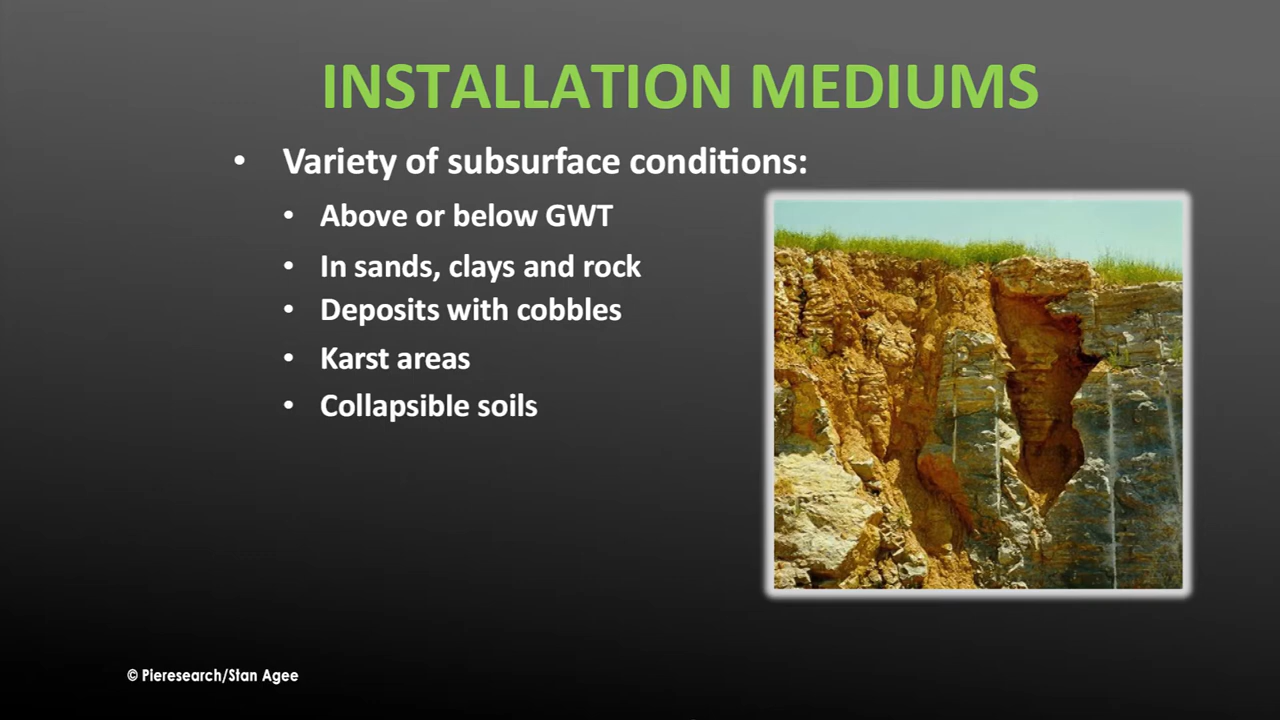 INSTALLATION MEDIUMS
• Variety of subsurface conditions:
• Above or below GWT
• In sands, clays and rock
• Deposits with cobbles
• Karst areas
• Collapsible soils
© Pieresearch/Stan Agee